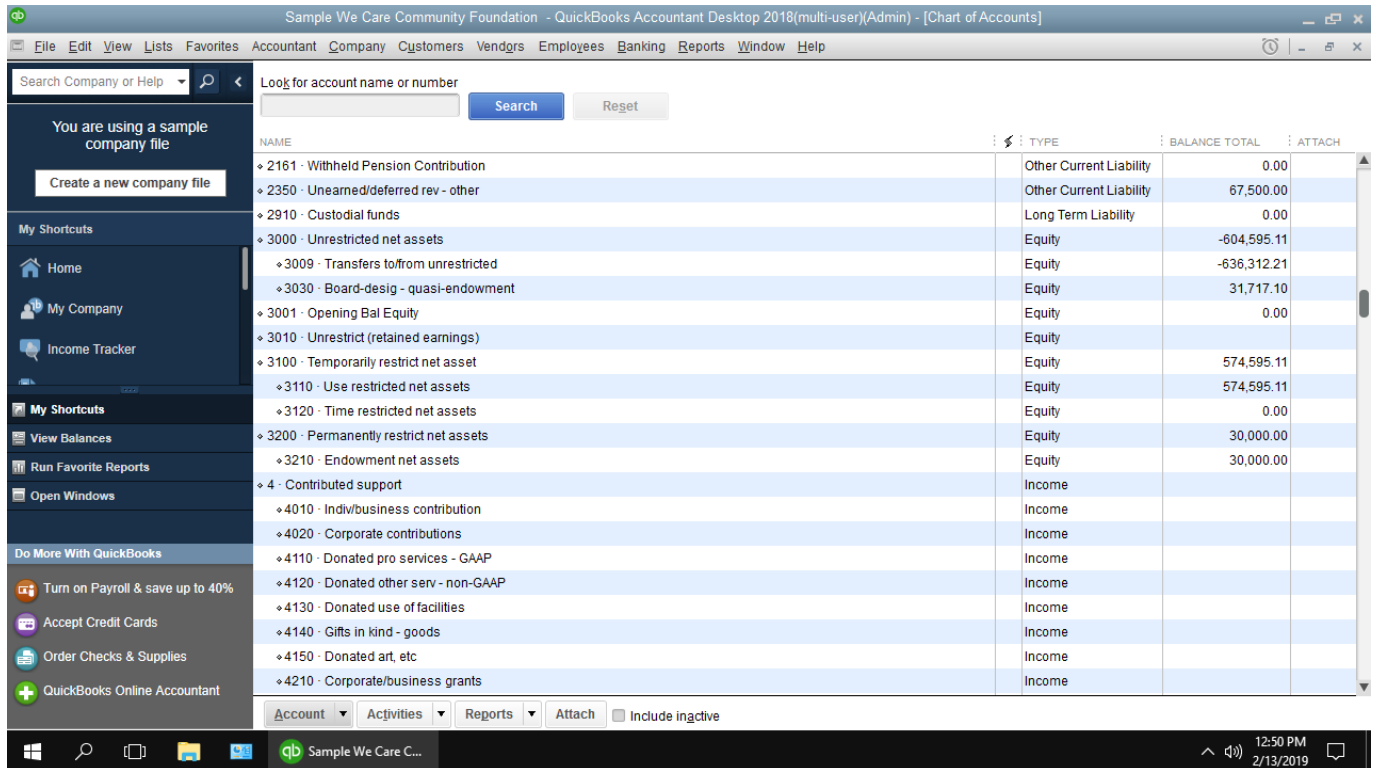 qb Sample We Care Community Foundation - QuickBooks Accountant Desktop 2018(multi-user)(Admin) - [Chart of Accounts]
File Edit View Lists Favorites Accountant Company Customers Vendors Employees Banking Reports Window Help
Search Company or Help
You are using a sample
company file
Create a new company file
My Shortcuts
Home
My Company
Income Tracker
My Shortcuts
View Balances
Run Favorite Reports
Open Windows
Do More With QuickBooks
Turn on Payroll & save up to 40%
Accept Credit Cards
Order Checks & Supplies
QuickBooks Online Accountant
Look for account name or number
Search Reset
NAME TYPE BALANCE TOTAL ATTACH
2161 · Withheld Pension Contribution Other Current Liability 0.00
2350 · Unearned/deferred rev - other Other Current Liability 67,500.00
2910 · Custodial funds Long Term Liability 0.00
3000 · Unrestricted net assets Equity -604,595.11
3009 · Transfers to/from unrestricted Equity -636,312.21
3030 · Board-desig - quasi-endowment Equity 31,717.10
3001 · Opening Bal Equity Equity 0.00
3010 · Unrestrict (retained earnings) Equity
3100 · Temporarily restrict net asset Equity 574,595.11
3110 · Use restricted net assets Equity 574,595.11
3120 · Time restricted net assets Equity 0.00
3200 · Permanently restrict net assets Equity 30,000.00
3210 · Endowment net assets Equity 30,000.00
4 · Contributed support Income
4010 · Indiv/business contribution Income
4020 · Corporate contributions Income
4110 · Donated pro services - GAAP Income
4120 · Donated other serv - non-GAAP Income
4130 · Donated use of facilities Income
4140 · Gifts in kind - goods Income
4150 · Donated art, etc Income
4210 · Corporate/business grants Income
Account Activities Reports Attach Include inactive
qb Sample We Care C...
12:50 PM
2/13/2019